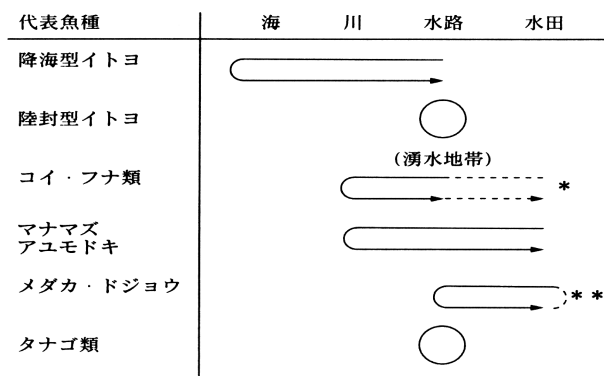 代表魚種 海 川 水路 水田
降海型イトヨ
陸封型イトヨ
(湧水地帯)
コイ・フナ類 *
マナマズ
アユモドキ
メダカ・ドジョウ **
タナゴ類